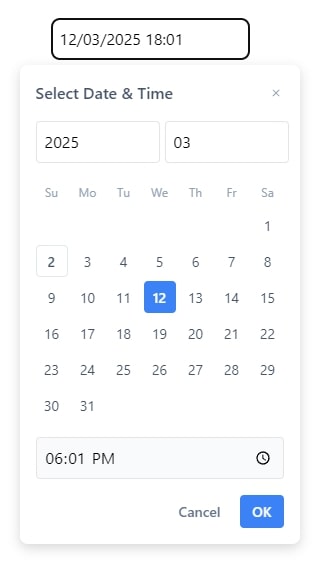 12/03/2025 18:01
Select Date & Time ×
2025 03
Su Mo Tu We Th Fr Sa
1
2 3 4 5 6 7 8
9 10 11 12 13 14 15
16 17 18 19 20 21 22
23 24 25 26 27 28 29
30 31
06:01 PM
Cancel OK